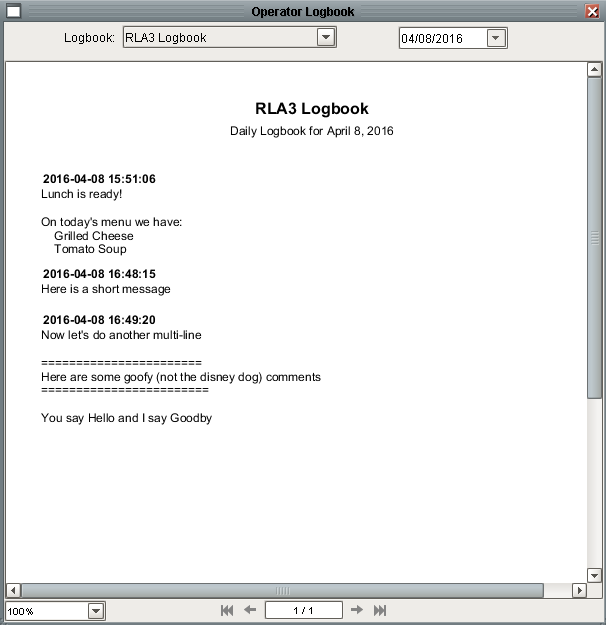 Operator Logbook
Logbook: RLA3 Logbook 04/08/2016
RLA3 Logbook
Daily Logbook for April 8, 2016
2016-04-08 15:51:06
Lunch is ready!
On today's menu we have:
Grilled Cheese
Tomato Soup
2016-04-08 16:48:15
Here is a short message
2016-04-08 16:49:20
Now let's do another multi-line
=======================
Here are some goofy (not the disney dog) comments
========================
You say Hello and I say Goodby
100% 1 / 1